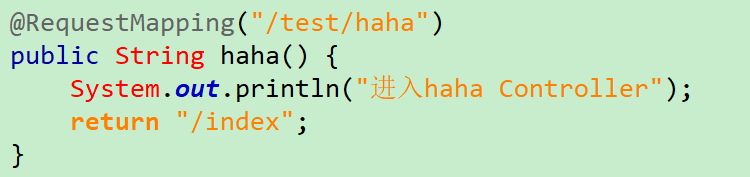 @RequestMapping("/test/haha")
public String haha() {
    System.out.println("进入haha Controller");
    return "/index";
}